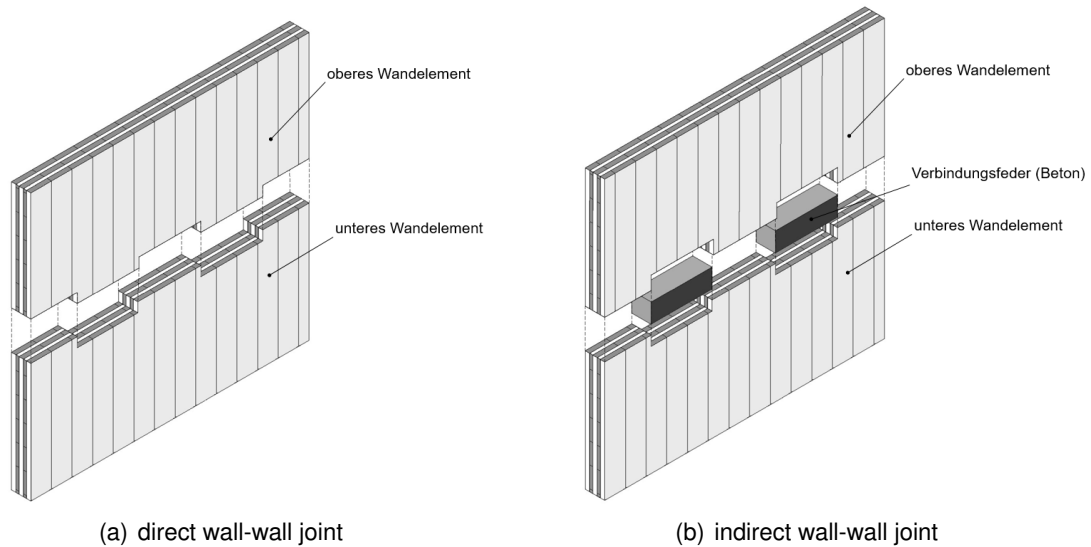 oberes Wandelement
unteres Wandelement
(a) direct wall-wall joint
oberes Wandelement
Verbindungsfeder (Beton)
unteres Wandelement
(b) indirect wall-wall joint